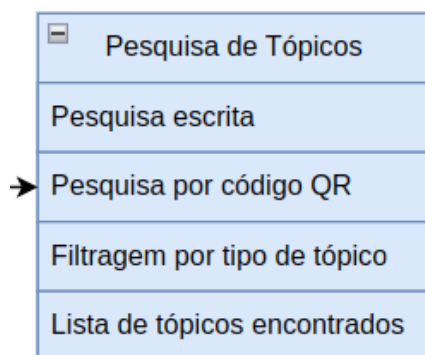 Pesquisa de Tópicos
Pesquisa escrita
Pesquisa por código QR
Filtragem por tipo de tópico
Lista de tópicos encontrados